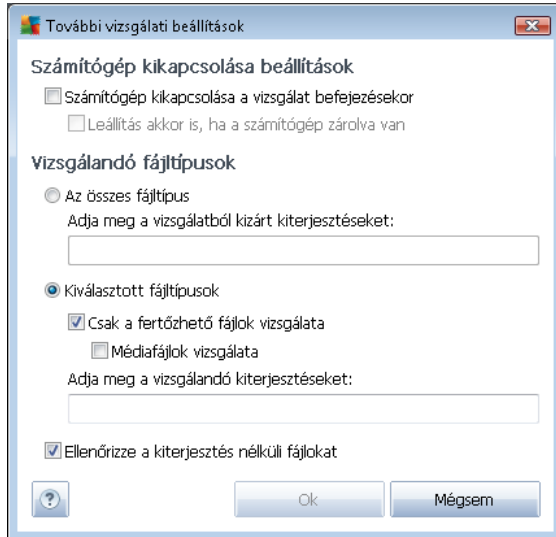 További vizsgálati beállítások
Számítógép kikapcsolása beállítások
Számítógép kikapcsolása a vizsgálat befejezésekor
Leállítás akkor is, ha a számítógép zárolva van
Vizsgálandó fájltípusok
Az összes fájltípus
Adja meg a vizsgálatból kizárt kiterjesztéseket:
Kiválasztott fájltípusok
Csak a fertőzhető fájlok vizsgálata
Médiafájlok vizsgálata
Adja meg a vizsgálandó kiterjesztéseket:
Ellenőrizze a kiterjesztés nélküli fájlokat
? Ok Mégsem